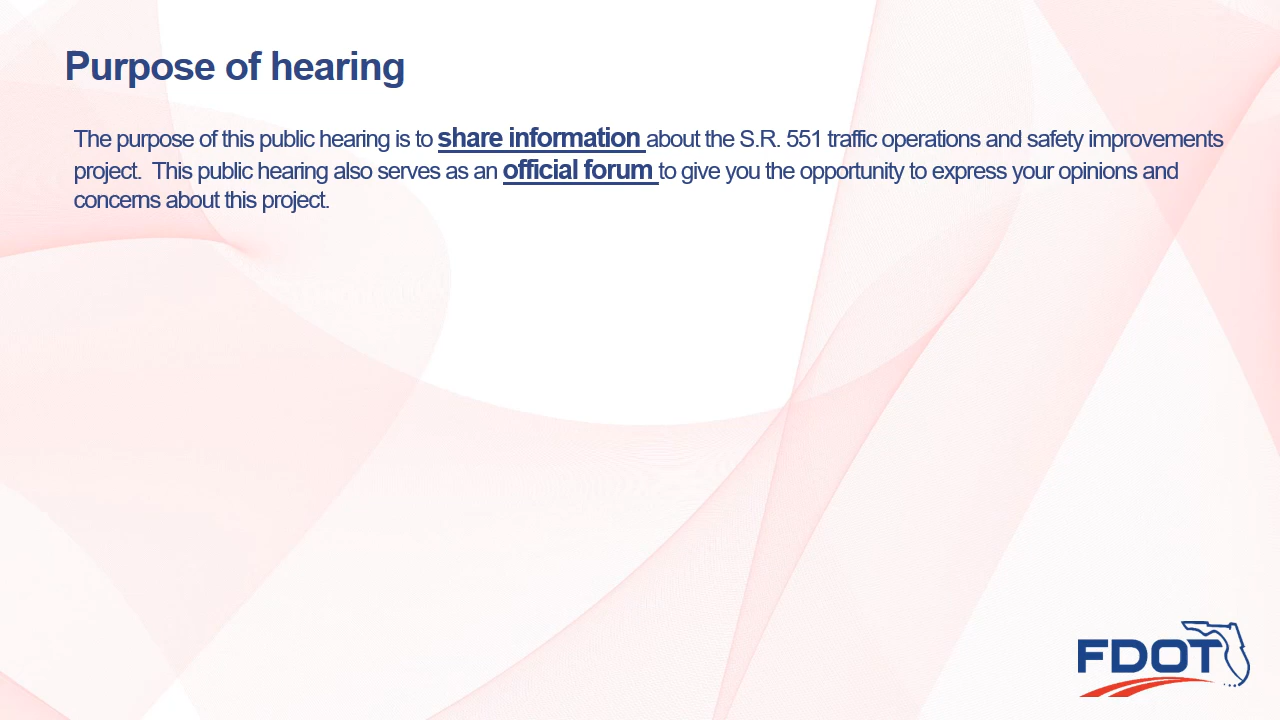 Purpose of hearing
The purpose of this public hearing is to share information about the S.R. 551 traffic operations and safety improvements
project.  This public hearing also serves as an official forum to give you the opportunity to express your opinions and
concerns about this project.
FDOT